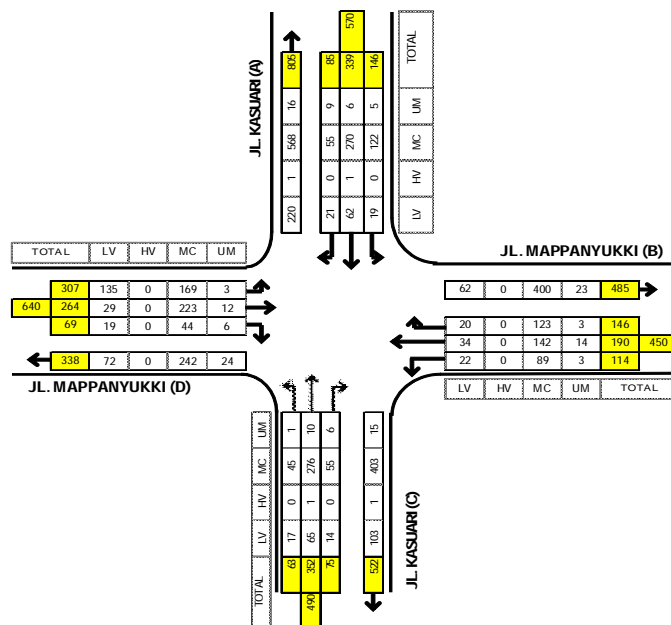 570
805 85 339 146 TOTAL
16 9 6 5 UM
568 55 270 122 MC
1 0 1 0 HV
220 21 62 19 LV
JL. KASUARI (A)
TOTAL LV HV MC UM
307 135 0 169 3
640 264 29 0 223 12
69 19 0 44 6
338 72 0 242 24
JL. MAPPANYUKKI (D)
JL. MAPPANYUKKI (B)
62 0 400 23 485
20 0 123 3 146
34 0 142 14 190 450
22 0 89 3 114
LV HV MC UM TOTAL
UM 1 10 6 15
MC 45 276 55 403
HV 0 1 0 1
LV 17 65 14 103
TOTAL 63 352 75 522
490
JL. KASUARI (C)